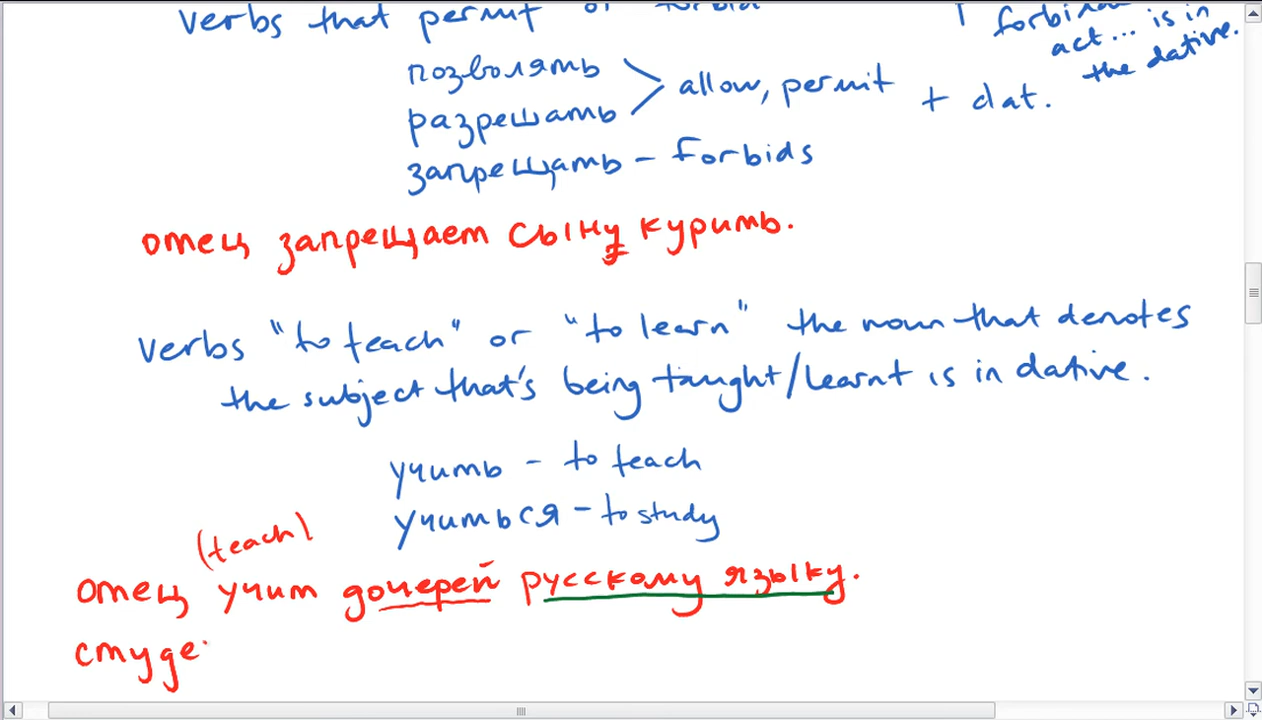 verbs that permit or forbid
forbidden
act... is in
the dative.
позволять
разрешать
allow, permit + dat.
запрещать - forbids
отец запрещает сыну курить.
verbs "to teach" or "to learn" the noun that denotes
the subject that's being taught/learnt is in dative.
учить - to teach
учиться - to study
(teach)
отец учит дочерей русскому языку.
студе